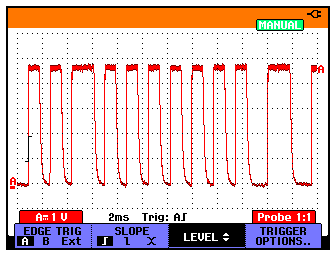 MANUAL
A
A
A= 1 V 2ms Trig: A Probe 1:1
EDGE TRIG SLOPE LEVEL TRIGGER
A B Ext X OPTIONS..